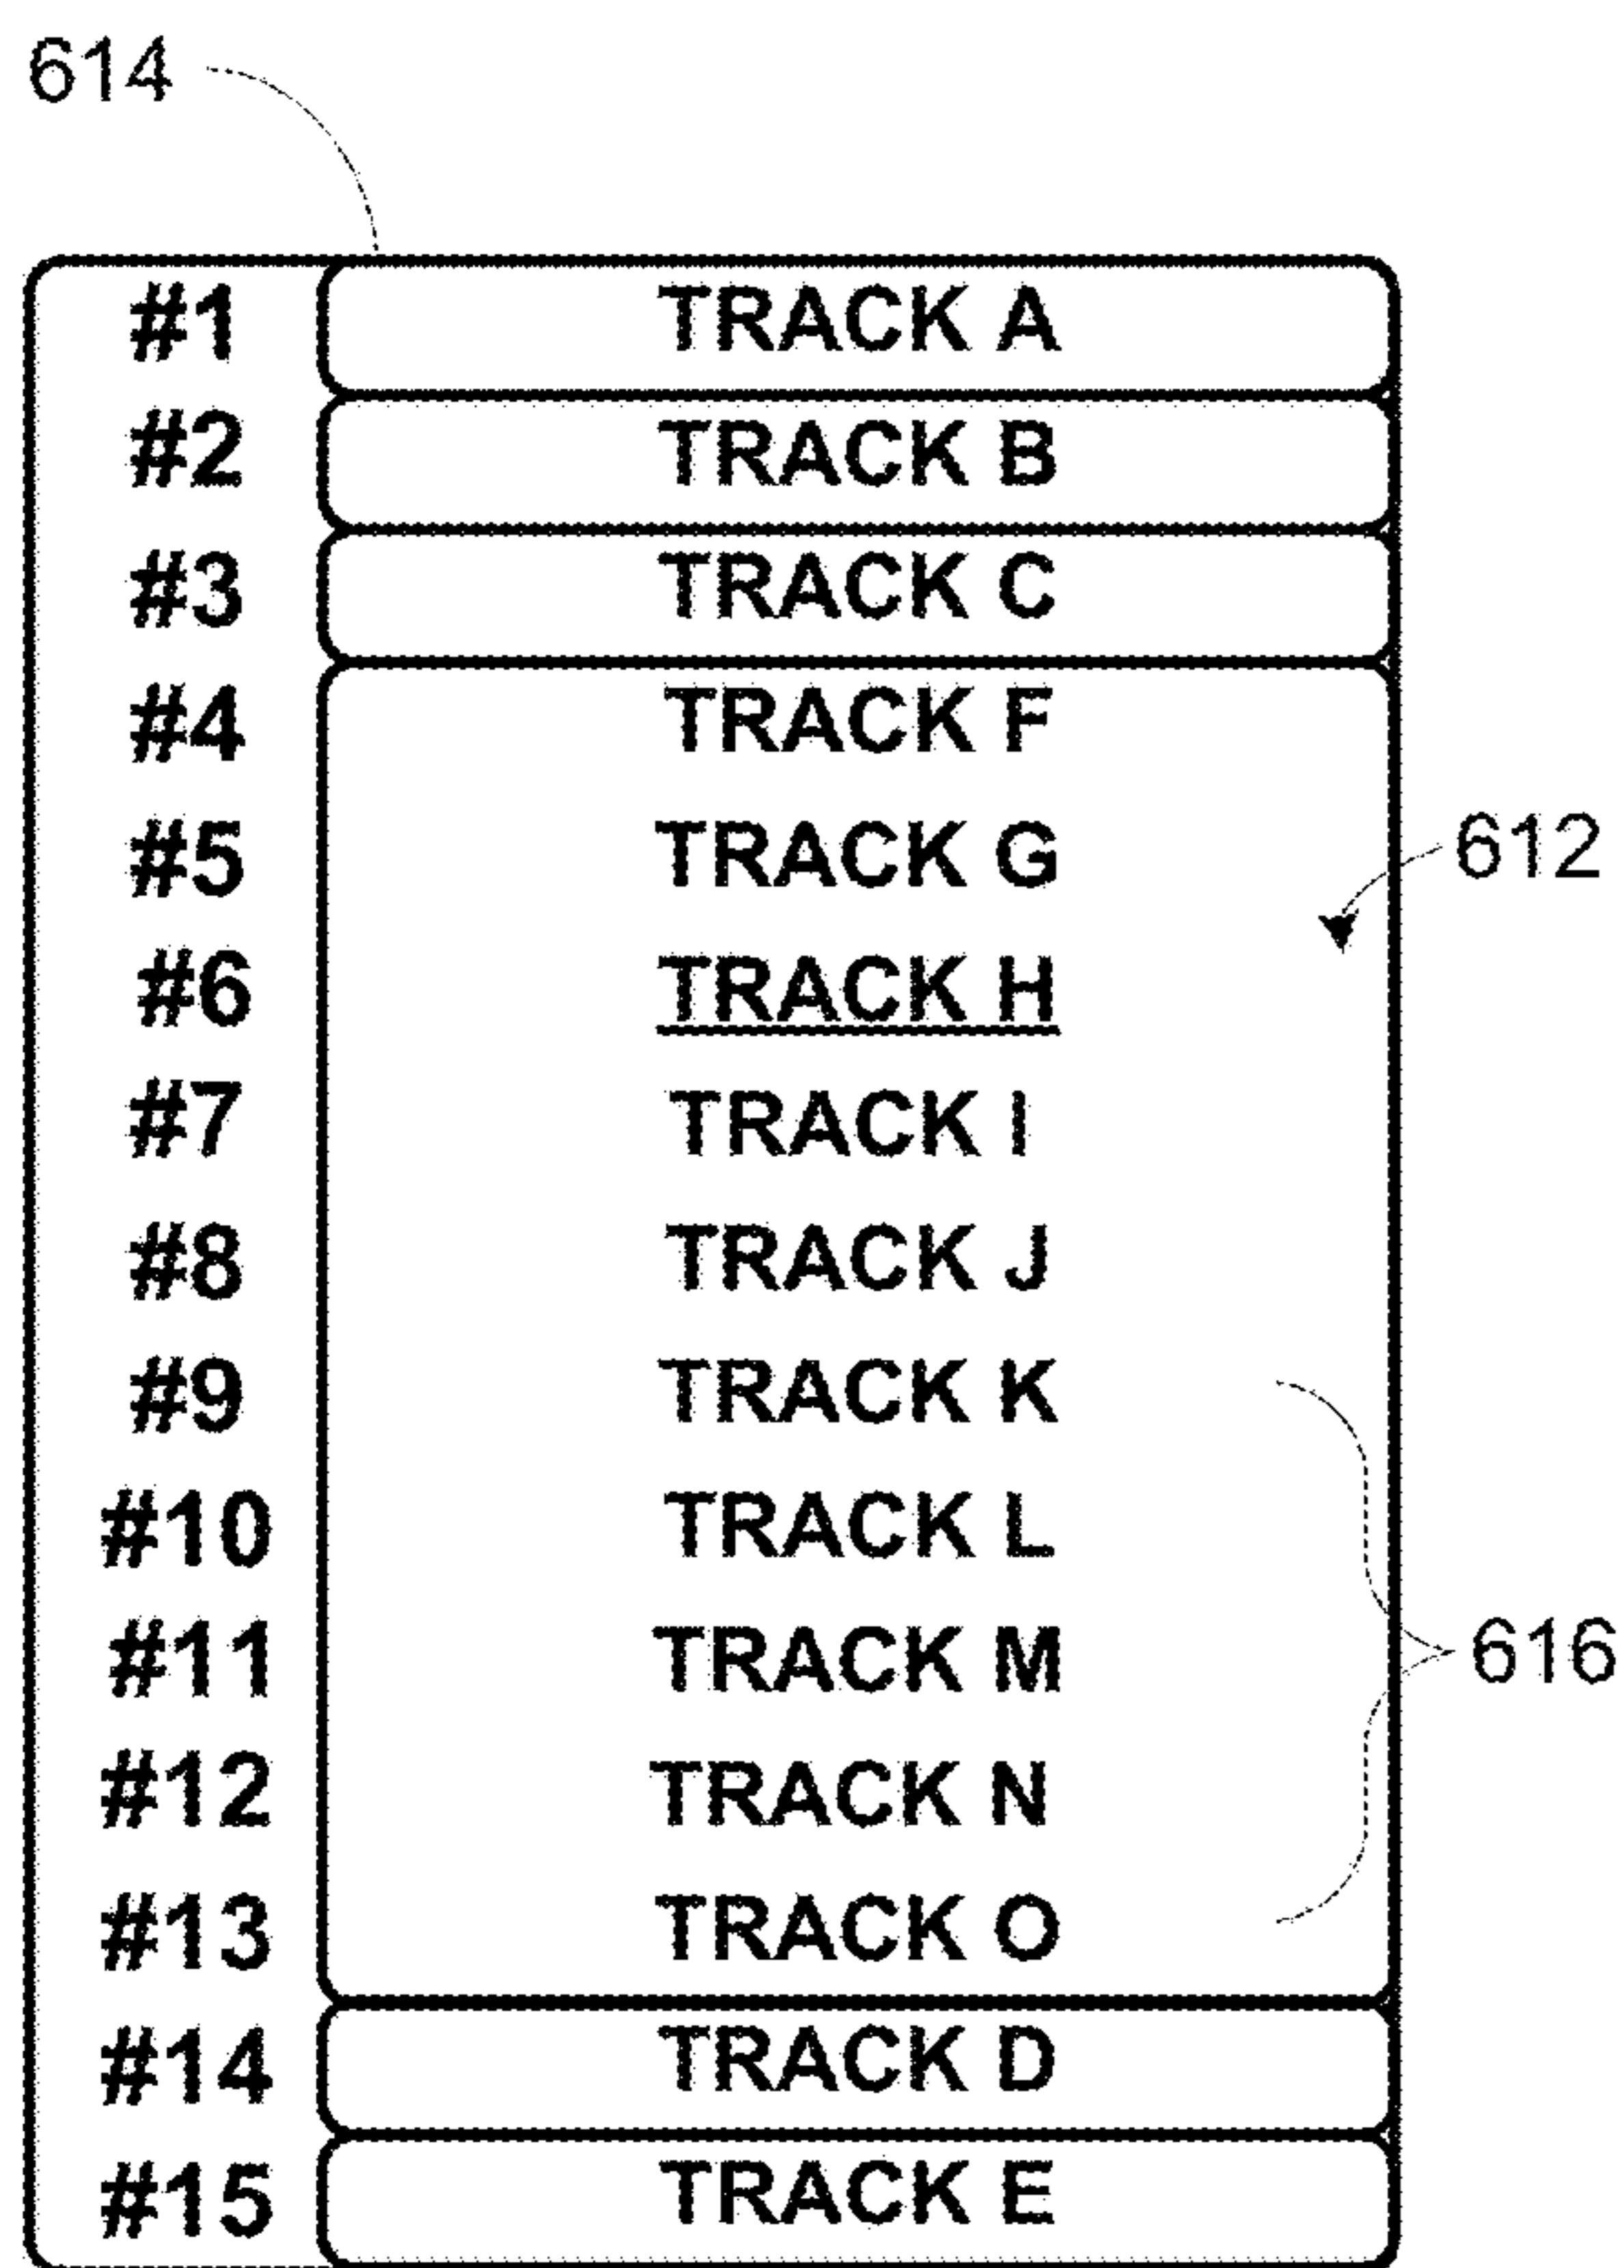 614
#1 TRACK A
#2 TRACK B
#3 TRACK C
#4 TRACK F
#5 TRACK G
612
#6 TRACK H
#7 TRACK I
#8 TRACK J
#9 TRACK K
#10 TRACK L
#11 TRACK M
616
#12 TRACK N
#13 TRACK O
#14 TRACK D
#15 TRACK E